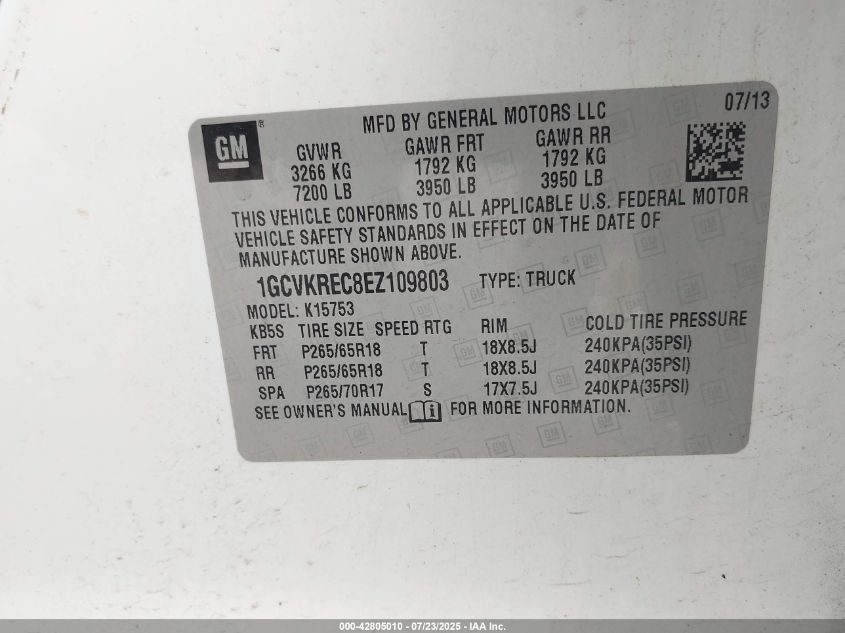 MFD BY GENERAL MOTORS LLC 07/13
GM ®
GVWR GAWR FRT GAWR RR
3266 KG 1792 KG 1792 KG
7200 LB 3950 LB 3950 LB
THIS VEHICLE CONFORMS TO ALL APPLICABLE U.S. FEDERAL MOTOR
VEHICLE SAFETY STANDARDS IN EFFECT ON THE DATE OF
MANUFACTURE SHOWN ABOVE.
1GCVKREC8EZ109803 TYPE: TRUCK
MODEL: K15753
KB5S TIRE SIZE SPEED RTG RIM COLD TIRE PRESSURE
FRT P265/65R18 T 18X8.5J 240KPA(35PSI)
RR P265/65R18 T 18X8.5J 240KPA(35PSI)
SPA P265/70R17 S 17X7.5J 240KPA(35PSI)
SEE OWNER'S MANUAL FOR MORE INFORMATION.
000-42805010 - 07/23/2025 - IAA Inc.